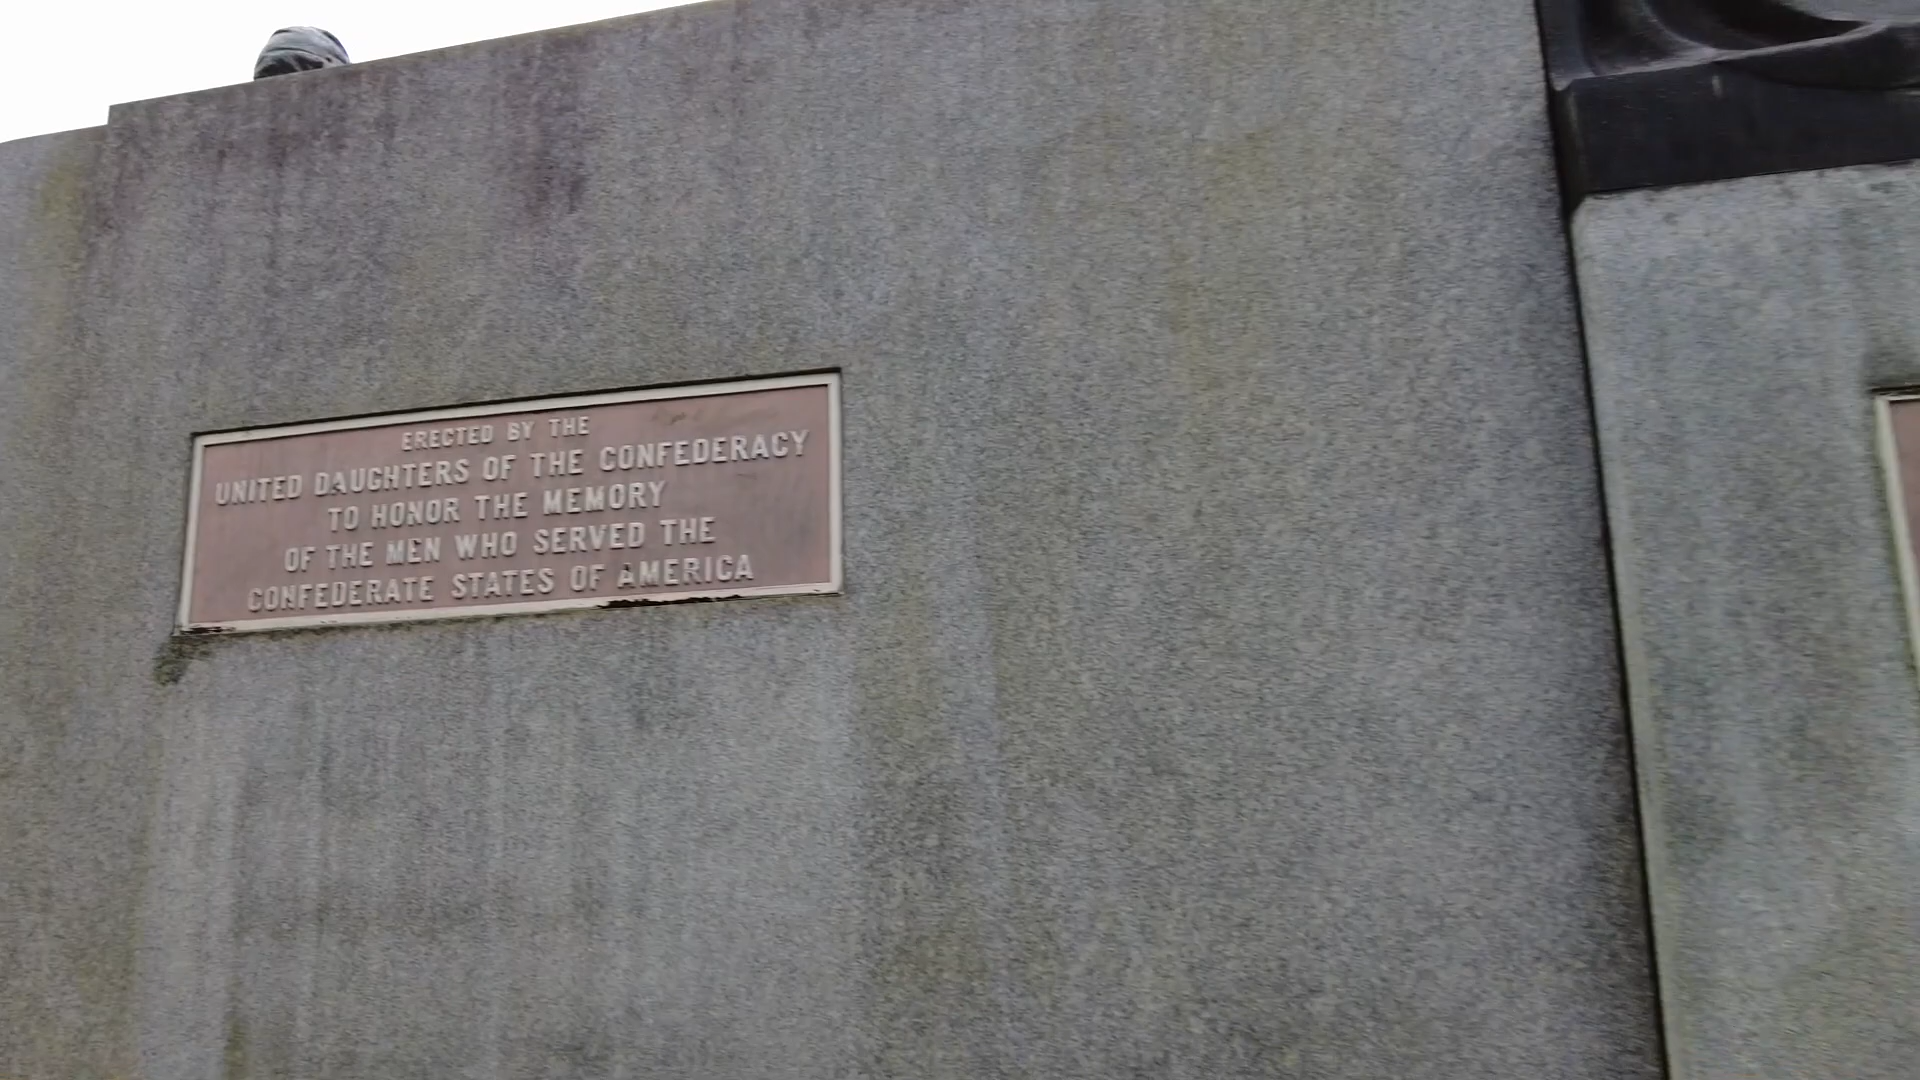 ERECTED BY THE
UNITED DAUGHTERS OF THE CONFEDERACY
TO HONOR THE MEMORY
OF THE MEN WHO SERVED THE
CONFEDERATE STATES OF AMERICA